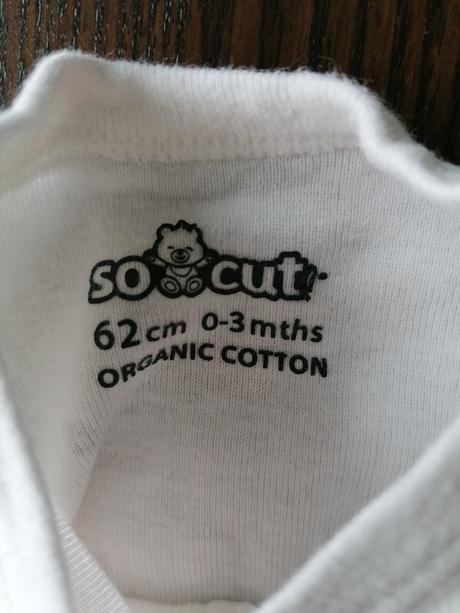 so cut
62cm 0-3mths
ORGANIC COTTON